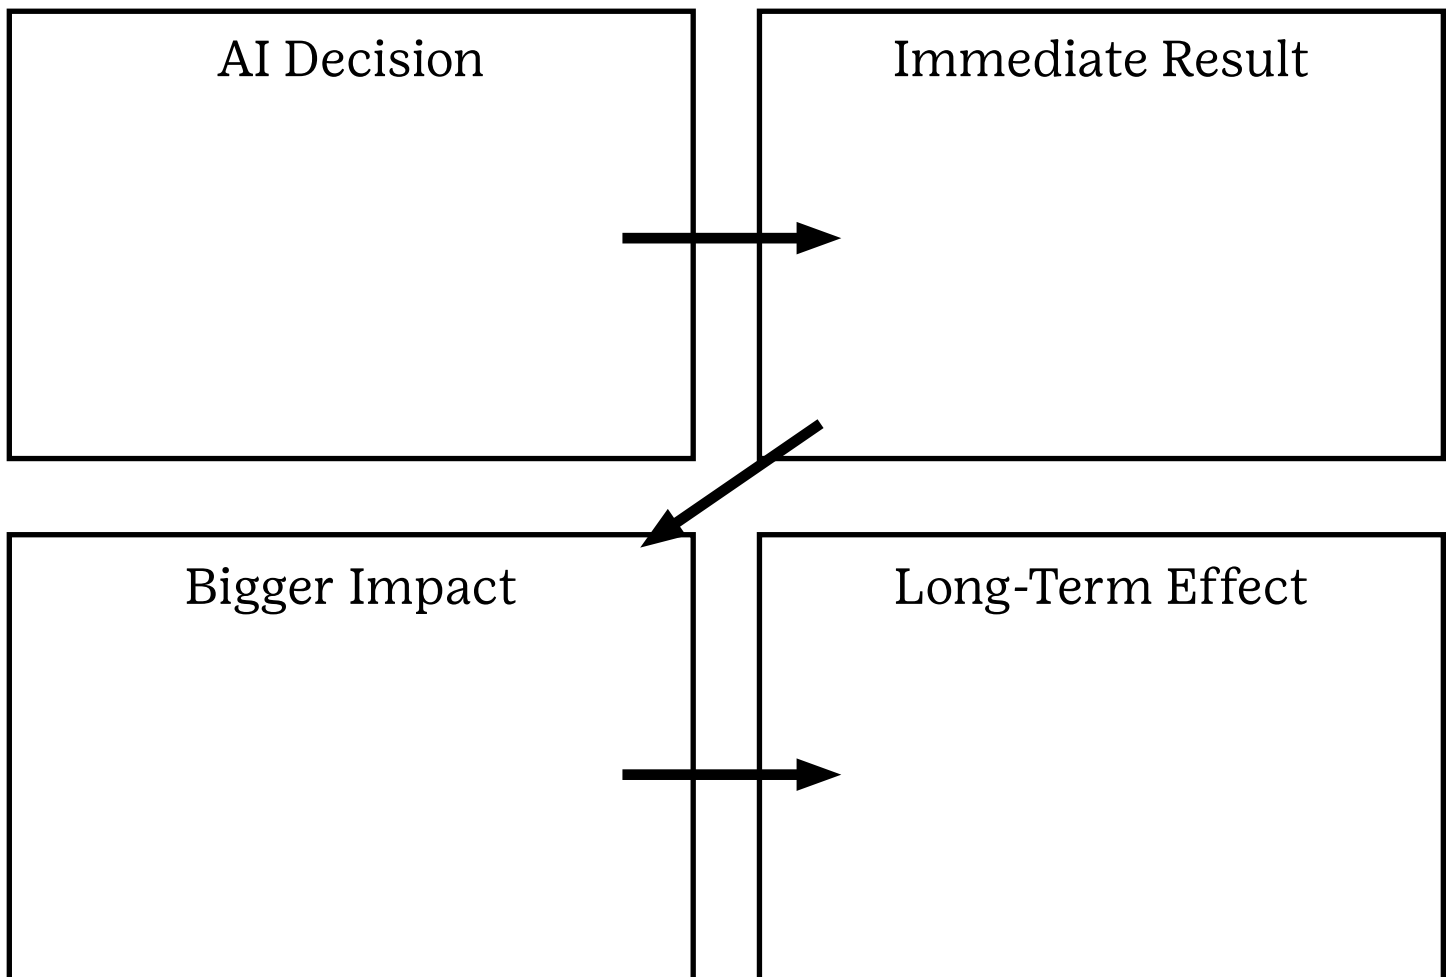 AI Decision
Immediate Result
Bigger Impact
Long-Term Effect